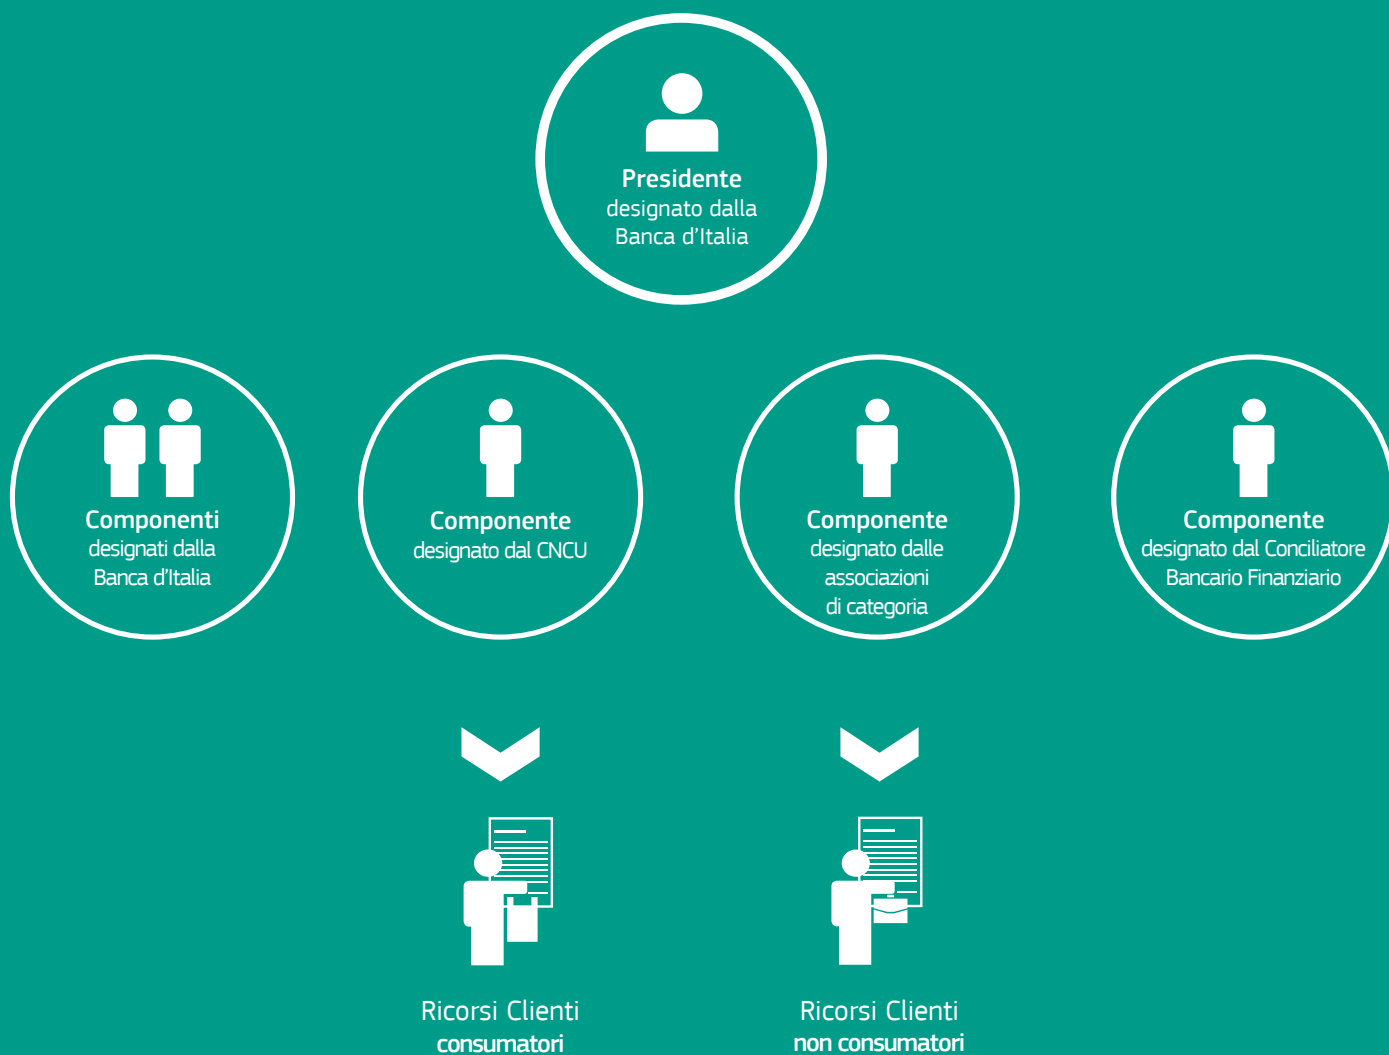 Presidente
designato dalla
Banca d'Italia
Componenti
designati dalla
Banca d'Italia
Componente
designato dal CNCU
Componente
designato dalle
associazioni
di categoria
Componente
designato dal Conciliatore
Bancario Finanziario
Ricorsi Clienti
consumatori
Ricorsi Clienti
non consumatori